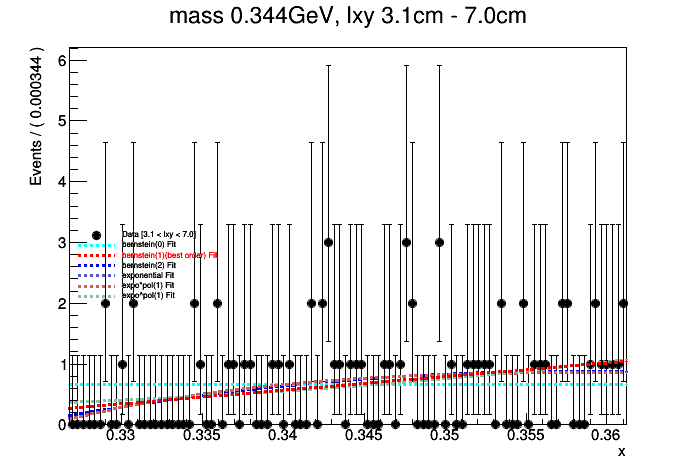 mass 0.344GeV, lxy 3.1cm - 7.0cm
Events / ( 0.000344 )
6
5
4
3
2
1
0
Data [3.1 < lxy < 7.0]
bernstein(0) Fit
bernstein(1)(best order) Fit
bernstein(2) Fit
exponential Fit
expo*pol(1) Fit
expo*pol(1) Fit
0.33 0.335 0.34 0.345 0.35 0.355 0.36
x